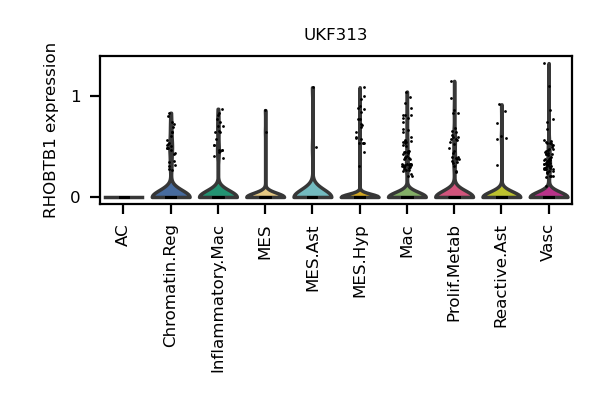 UKF313
RHOBTB1 expression
1
0
AC
Chromatin.Reg
Inflammatory.Mac
MES
MES.Ast
MES.Hyp
Mac
Prolif.Metab
Reactive.Ast
Vasc